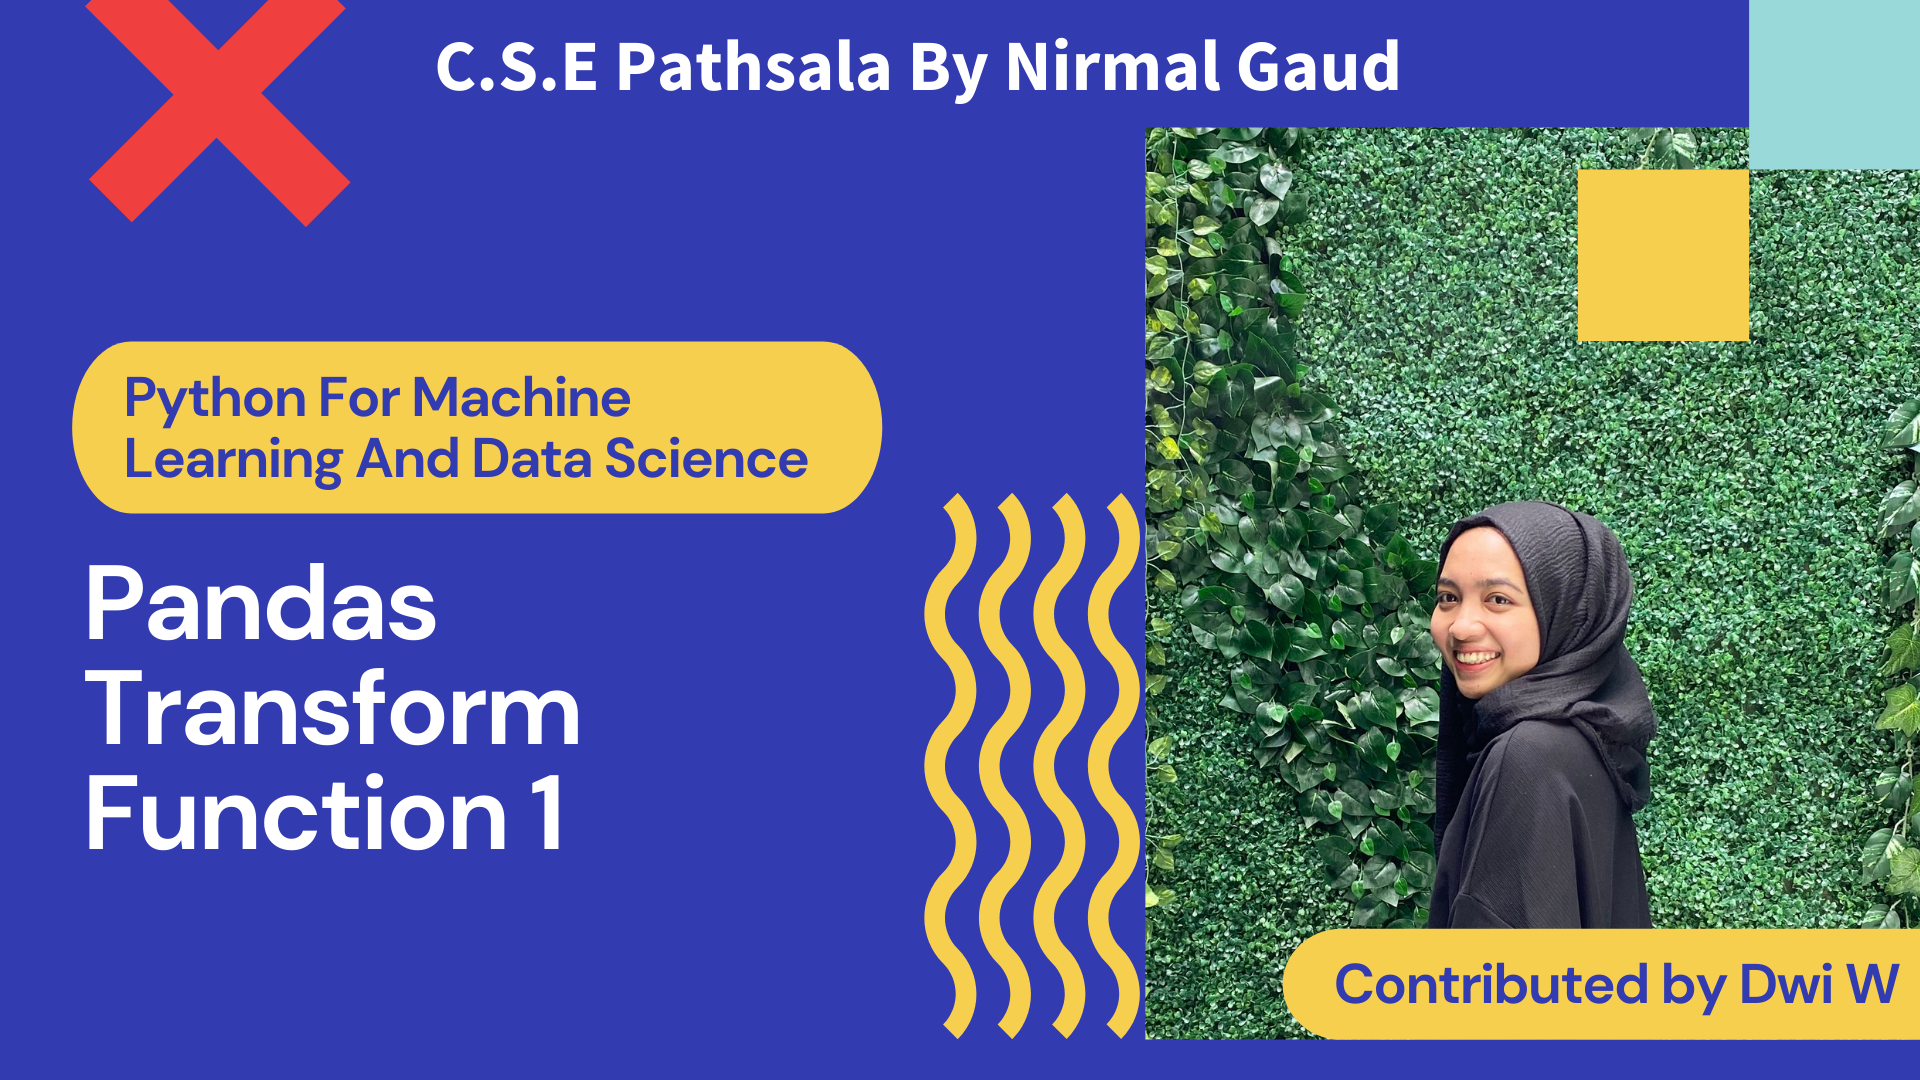 C.S.E Pathsala By Nirmal Gaud
Python For Machine
Learning And Data Science
Pandas
Transform
Function 1
Contributed by Dwi W